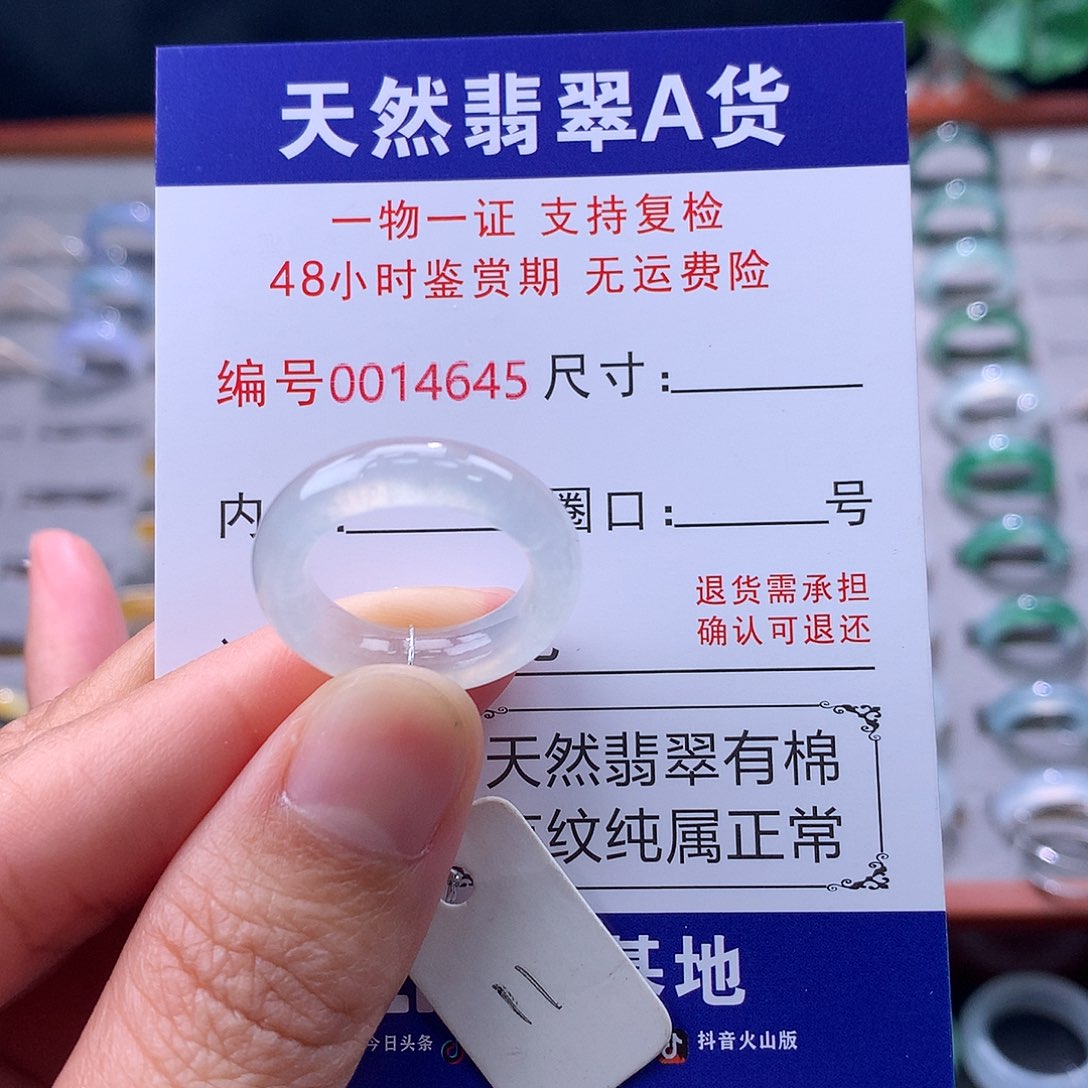 天然翡翠A货
一物一证 支持复检
48小时鉴赏期 无运费险
编号0014645 尺寸:
内 : 圈口: 号
退货需承担
确认可退还
天然翡翠有棉
纹纯属正常
基地
今日头条 抖音火山版